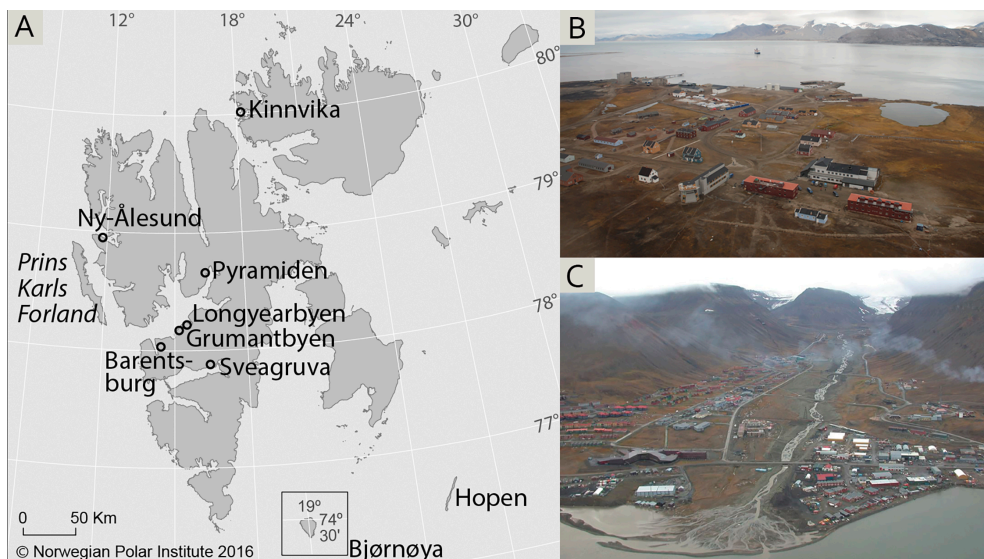 A
12°
18°
24°
30°
80°
Kinnvika
79°
Ny-Ålesund
Prins
Karls
Forland
Pyramiden
78°
Longyearbyen
Grumantbyen
Barents-
burg
Sveagruva
77°
Hopen
19°
74°
30'
Bjørnøya
0 50 Km
© Norwegian Polar Institute 2016
B
C